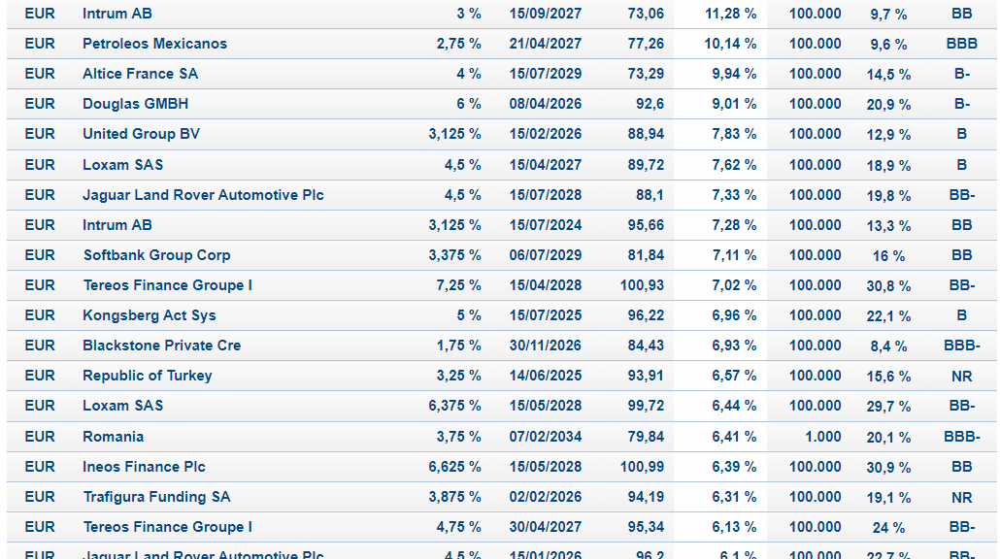 EUR Intrum AB 3 % 15/09/2027 73,06 11,28 % 100.000 9,7 % BB
EUR Petroleos Mexicanos 2,75 % 21/04/2027 77,26 10,14 % 100.000 9,6 % BBB
EUR Altice France SA 4 % 15/07/2029 73,29 9,94 % 100.000 14,5 % B-
EUR Douglas GMBH 6 % 08/04/2026 92,6 9,01 % 100.000 20,9 % B-
EUR United Group BV 3,125 % 15/02/2026 88,94 7,83 % 100.000 12,9 % B
EUR Loxam SAS 4,5 % 15/04/2027 89,72 7,62 % 100.000 18,9 % B
EUR Jaguar Land Rover Automotive Plc 4,5 % 15/07/2028 88,1 7,33 % 100.000 19,8 % BB-
EUR Intrum AB 3,125 % 15/07/2024 95,66 7,28 % 100.000 13,3 % BB
EUR Softbank Group Corp 3,375 % 06/07/2029 81,84 7,11 % 100.000 16 % BB
EUR Tereos Finance Groupe I 7,25 % 15/04/2028 100,93 7,02 % 100.000 30,8 % BB-
EUR Kongsberg Act Sys 5 % 15/07/2025 96,22 6,96 % 100.000 22,1 % B
EUR Blackstone Private Cre 1,75 % 30/11/2026 84,43 6,93 % 100.000 8,4 % BBB-
EUR Republic of Turkey 3,25 % 14/06/2025 93,91 6,57 % 100.000 15,6 % NR
EUR Loxam SAS 6,375 % 15/05/2028 99,72 6,44 % 100.000 29,7 % BB-
EUR Romania 3,75 % 07/02/2034 79,84 6,41 % 1.000 20,1 % BBB-
EUR Ineos Finance Plc 6,625 % 15/05/2028 100,99 6,39 % 100.000 30,9 % BB
EUR Trafigura Funding SA 3,875 % 02/02/2026 94,19 6,31 % 100.000 19,1 % NR
EUR Tereos Finance Groupe I 4,75 % 30/04/2027 95,34 6,13 % 100.000 24 % BB-
EUR Jaguar Land Rover Automotive Plc 4,5 % 15/01/2026 96,2 6,1 % 100.000 22,7 % BB-